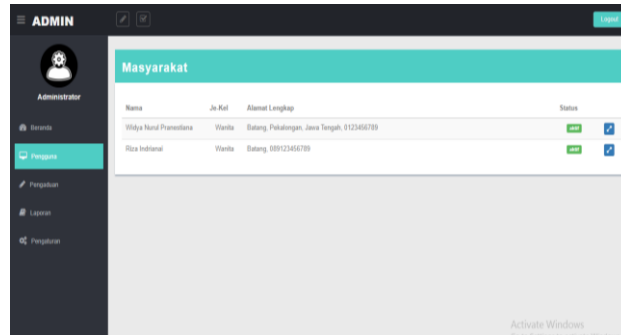 ADMIN
Logout
Administrator
Beranda
Pengguna
Pengaduan
Laporan
Pengaturan
Masyarakat
Nama Je-Kel Alamat Lengkap Status
Widya Nurul Pranestiana Wanita Batang, Pekalongan, Jawa Tengah, 0123456789
Riza Indrianal Wanita Batang, 089123456789
Activate Windows